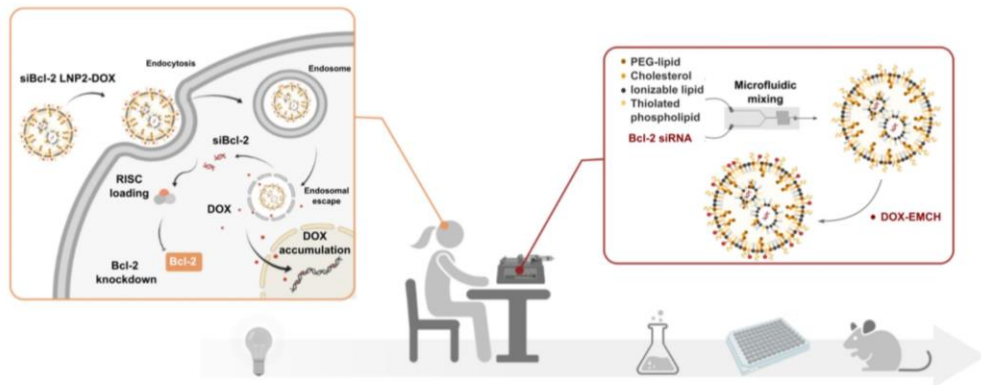 siBcl-2 LNP2-DOX
Endocytosis
Endosome
siBcl-2
RISC
loading
DOX
Endosomal
escape
DOX
accumulation
Bcl-2
Bcl-2
knockdown
PEG-lipid
Cholesterol
Ionizable lipid
Thiolated
phospholipid
Bcl-2 siRNA
Microfluidic
mixing
DOX-EMCH